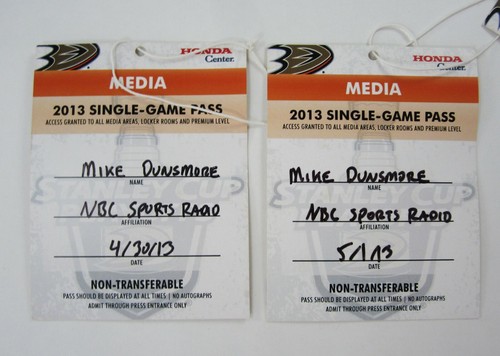 HONDA
Center.
MEDIA
2013 SINGLE-GAME PASS
ACCESS GRANTED TO ALL MEDIA AREAS, LOCKER ROOMS AND PREMIUM LEVEL
STANLEY CUP
MIKE DUNSMORE
NAME
NBC SPORTS RADIO
AFFILIATION
4/30/13
DATE
NON-TRANSFERABLE
PASS SHOULD BE DISPLAYED AT ALL TIMES | NO AUTOGRAPHS
ADMIT THROUGH PRESS ENTRANCE ONLY
HONDA
Center.
MEDIA
2013 SINGLE-GAME PASS
ACCESS GRANTED TO ALL MEDIA AREAS, LOCKER ROOMS AND PREMIUM LEVEL
STANLEY CUP
MIKE DUNSMORE
NAME
NBC SPORTS RADIO
AFFILIATION
5/1/13
DATE
NON-TRANSFERABLE
PASS SHOULD BE DISPLAYED AT ALL TIMES | NO AUTOGRAPHS
ADMIT THROUGH PRESS ENTRANCE ONLY